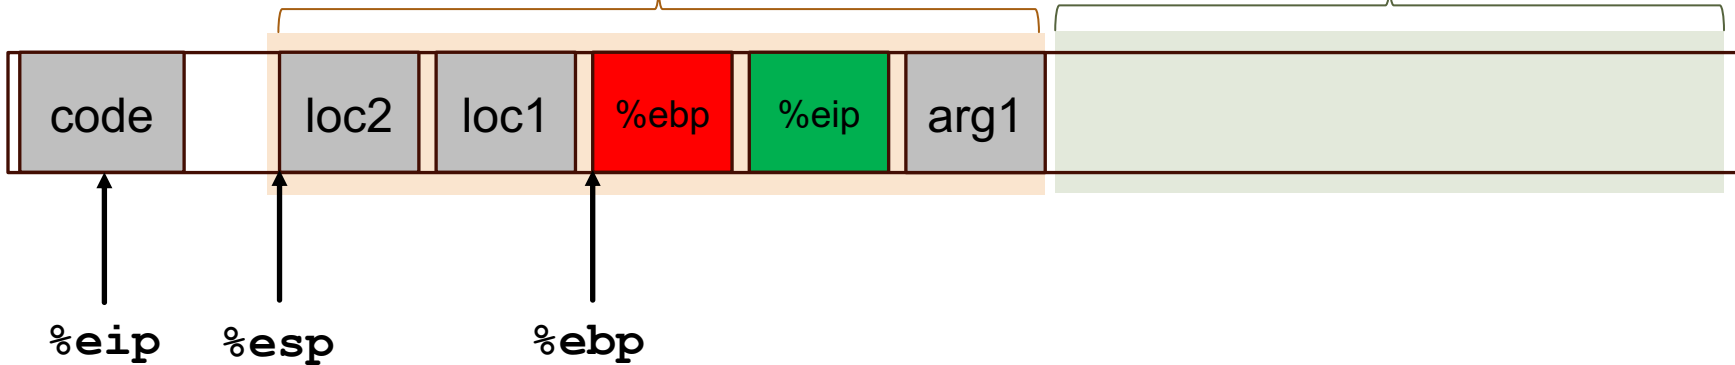 code loc2 loc1 %ebp %eip arg1
%eip %esp %ebp